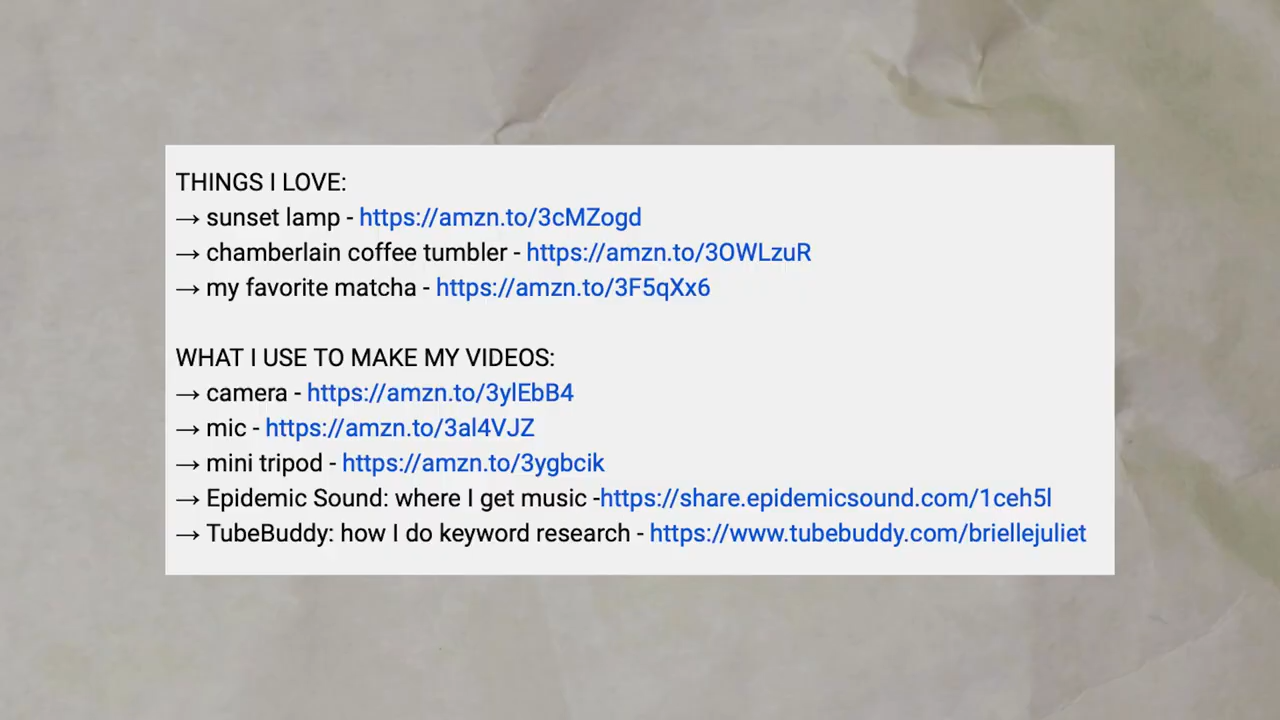 THINGS I LOVE:
→ sunset lamp - https://amzn.to/3cMZogd
→ chamberlain coffee tumbler - https://amzn.to/3OWLzuR
→ my favorite matcha - https://amzn.to/3F5qXx6
WHAT I USE TO MAKE MY VIDEOS:
→ camera - https://amzn.to/3ylEbB4
→ mic - https://amzn.to/3al4VJZ
→ mini tripod - https://amzn.to/3ygbcik
→ Epidemic Sound: where I get music -https://share.epidemicsound.com/1ceh5l
→ TubeBuddy: how I do keyword research - https://www.tubebuddy.com/briellejuliet